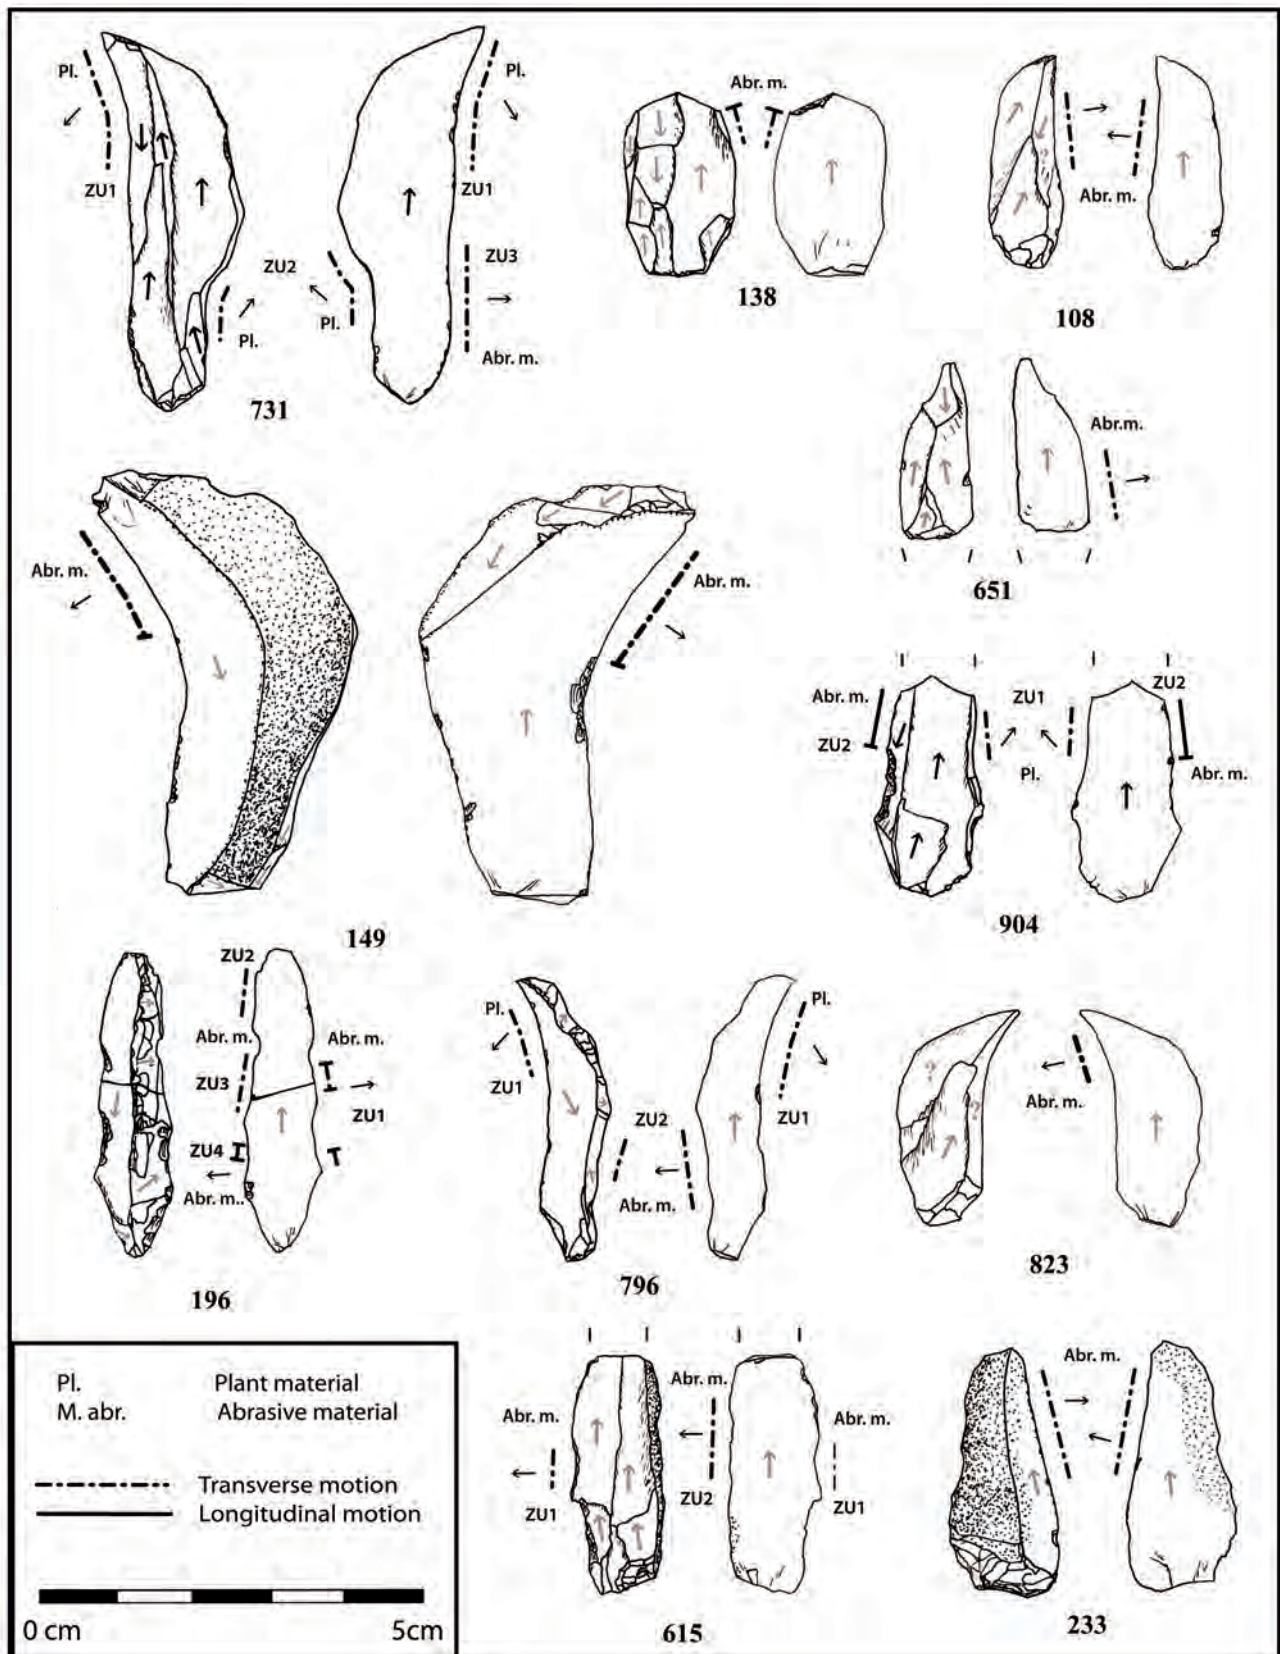 Pl.
ZU1
Pl.
ZU1
ZU2
Pl.
Pl.
ZU3
Abr. m.
731
Abr. m.
138
Abr. m.
108
Abr.m.
651
Abr. m.
Abr. m.
149
Abr. m.
ZU2
ZU1
Pl.
ZU2
Abr. m.
904
ZU2
Abr. m.
Abr. m.
ZU3
ZU1
ZU4
Abr. m..
196
Pl.
ZU1
ZU2
Abr. m.
Pl.
ZU1
796
?
?
Abr. m.
823
Abr. m.
ZU1
Abr. m.
ZU2
Abr. m.
ZU1
615
Abr. m.
233
Pl. Plant material
M. abr. Abrasive material
Transverse motion
Longitudinal motion
0 cm 5cm